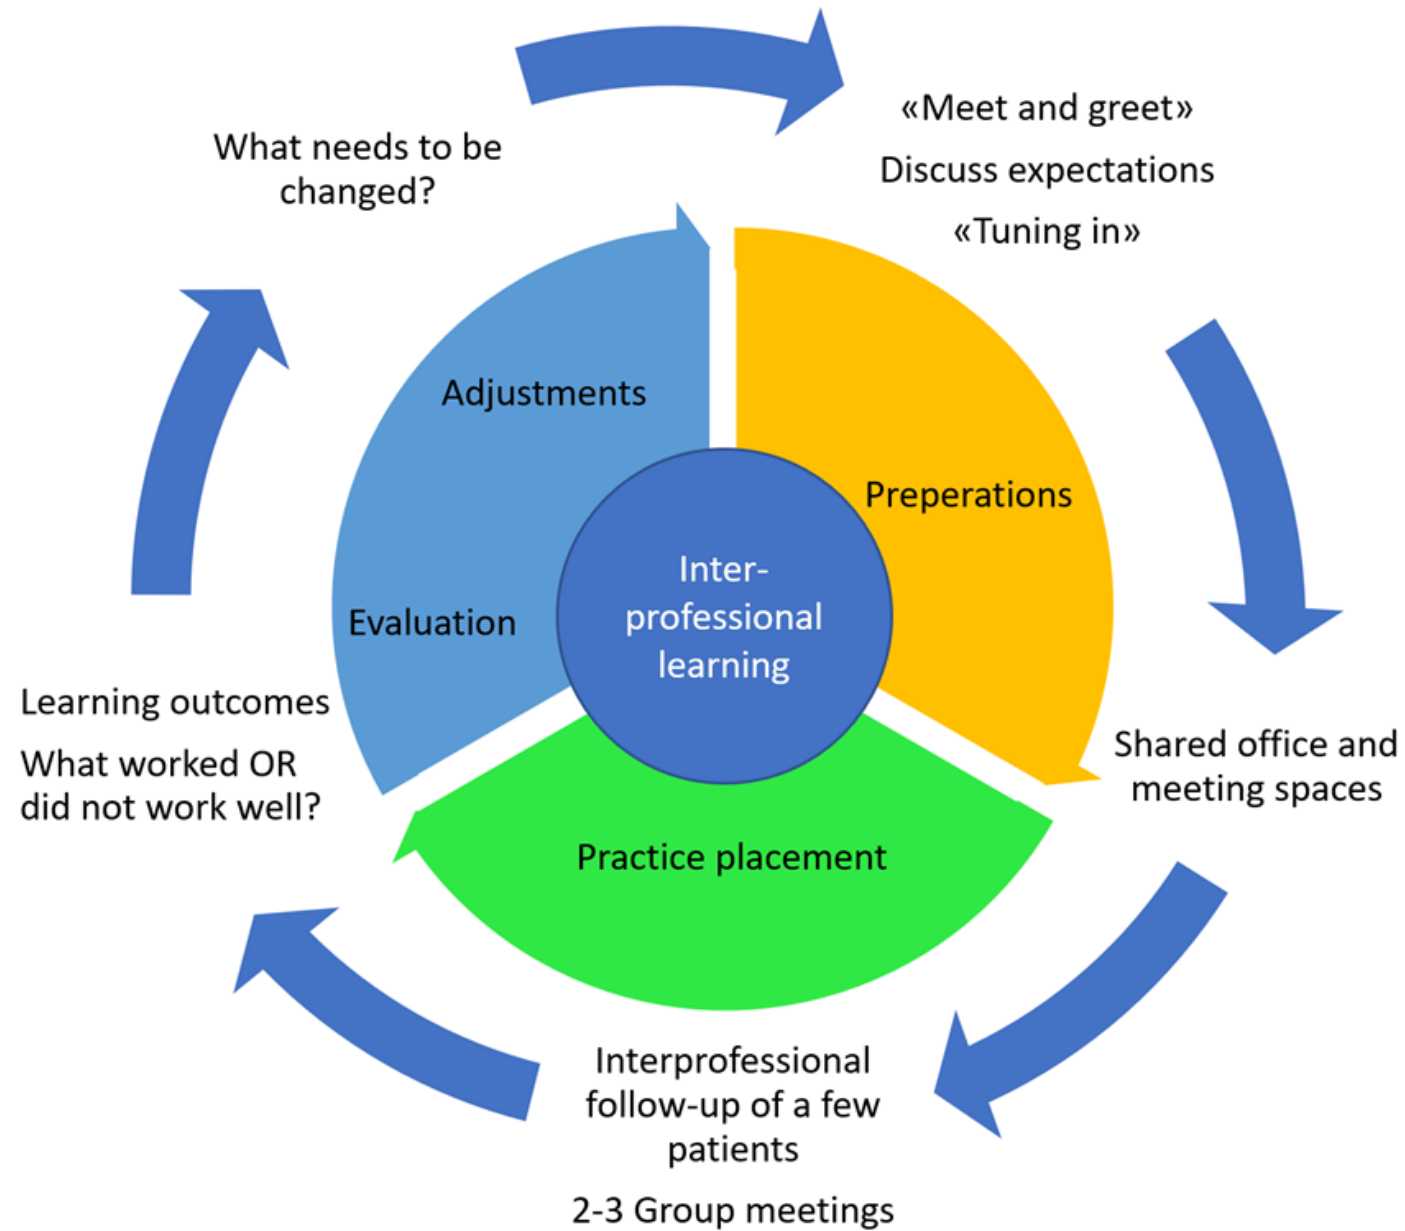 «Meet and greet»
Discuss expectations
«Tuning in»
What needs to be
changed?
Adjustments
Preperations
Inter-
professional
learning
Evaluation
Learning outcomes
What worked OR
did not work well?
Shared office and
meeting spaces
Practice placement
Interprofessional
follow-up of a few
patients
2-3 Group meetings